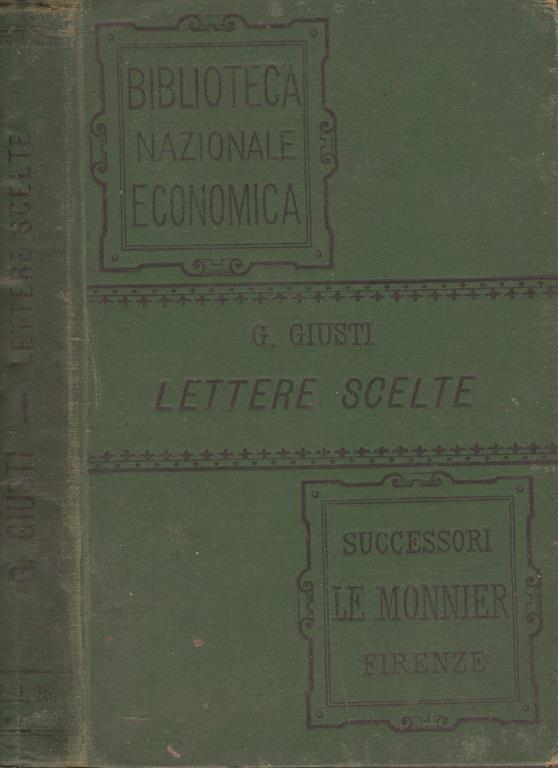 BIBLIOTECA
NAZIONALE
ECONOMICA
G. GIUSTI
LETTERE SCELTE
SUCCESSORI
LE MONNIER
FIRENZE
G. GIUSTI — LETTERE SCELTE